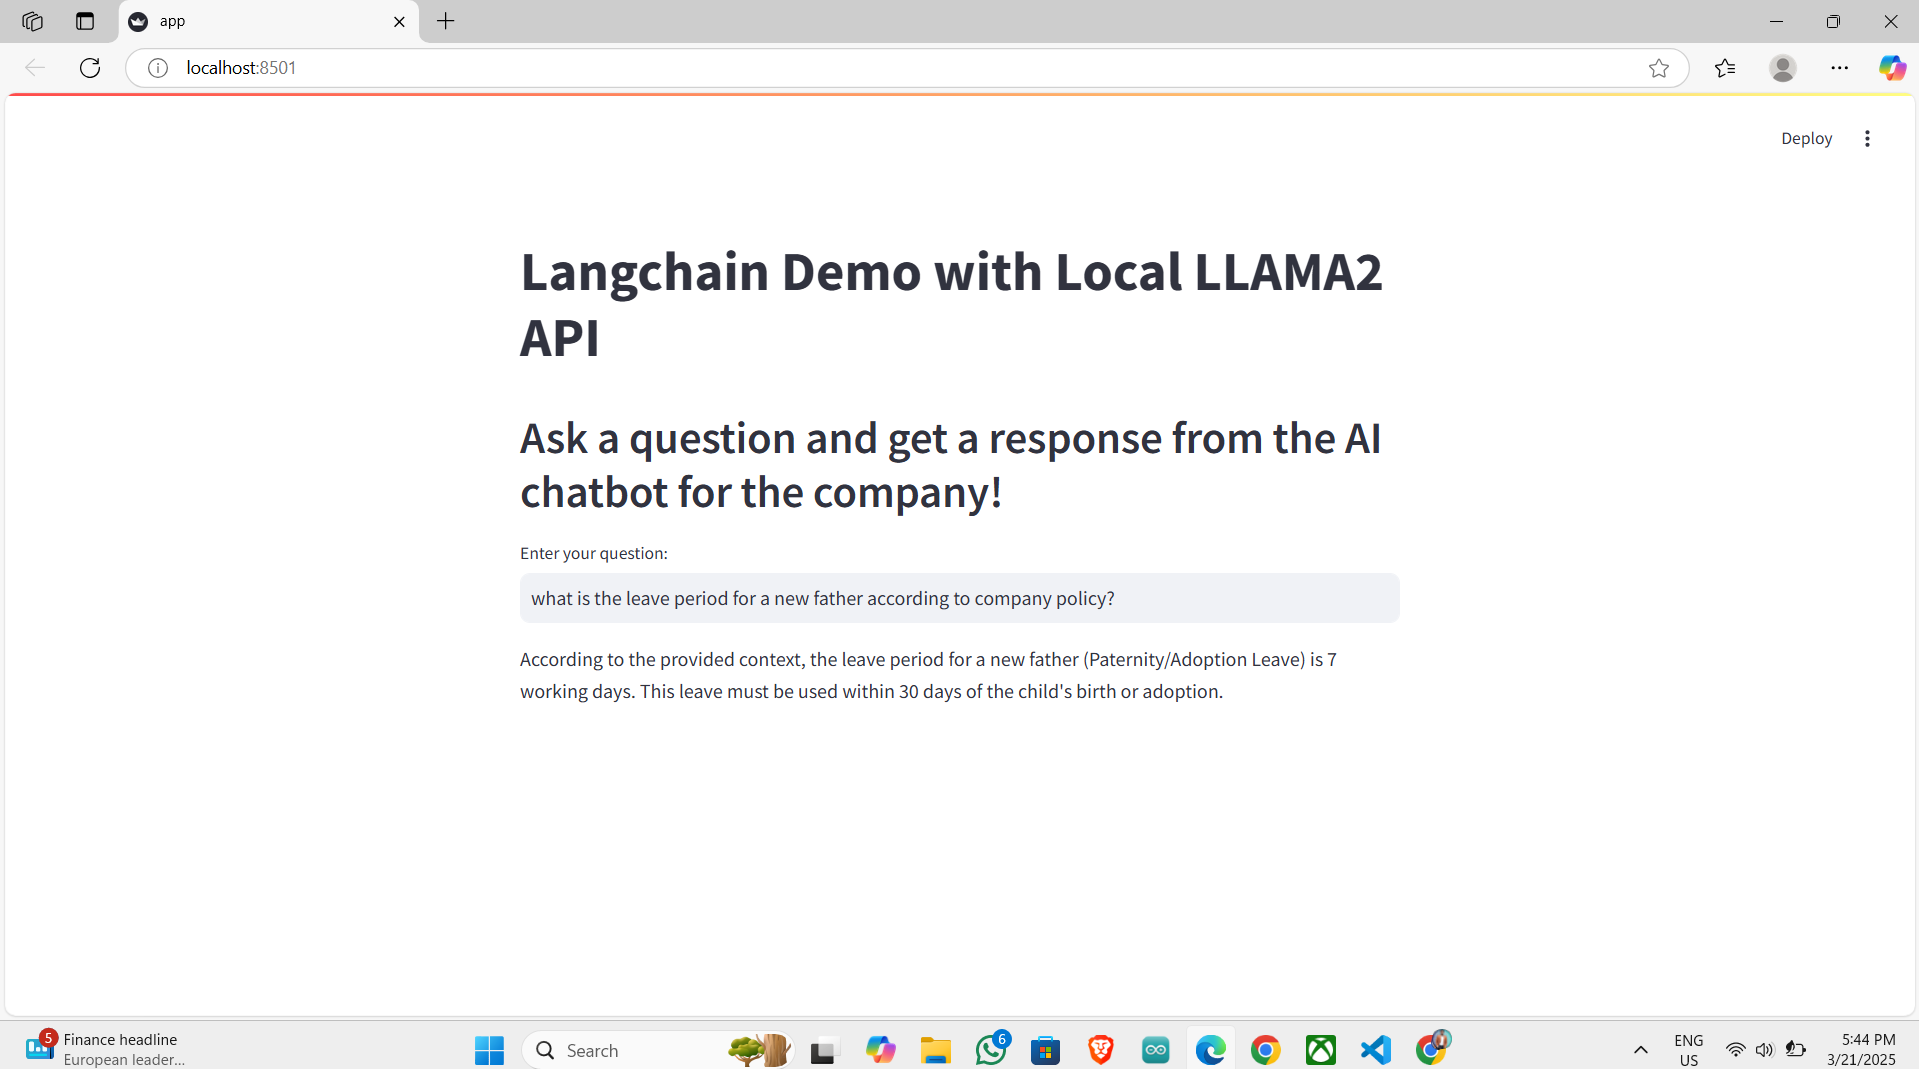 app
localhost:8501
Deploy
Langchain Demo with Local LLAMA2
API
Ask a question and get a response from the AI
chatbot for the company!
Enter your question:
what is the leave period for a new father according to company policy?
According to the provided context, the leave period for a new father (Paternity/Adoption Leave) is 7
working days. This leave must be used within 30 days of the child's birth or adoption.
5
Finance headline
European leader...
Search
6
ENG
US
5:44 PM
3/21/2025